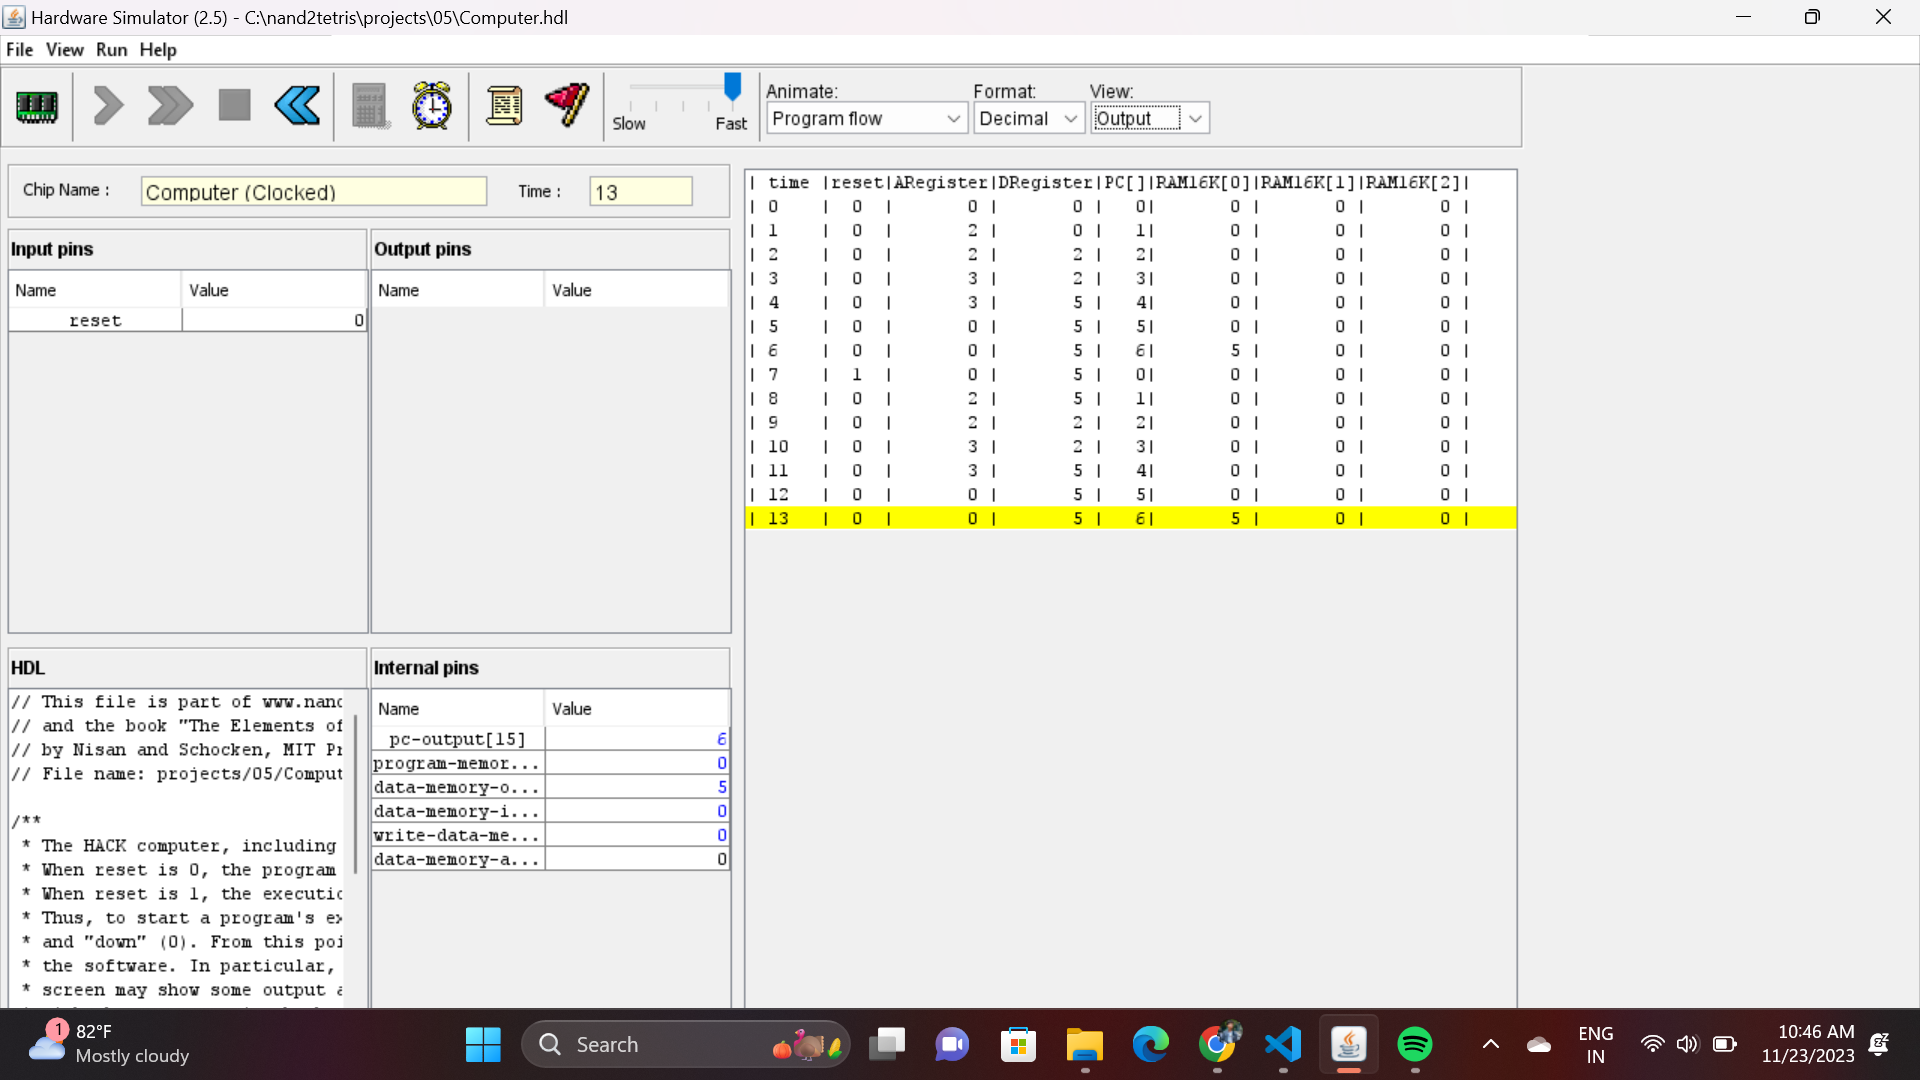 Hardware Simulator (2.5) - C:\nand2tetris\projects\05\Computer.hdl
File View Run Help
Slow Fast
Animate: Format: View:
Program flow Decimal Output
Chip Name : Computer (Clocked) Time : 13
Input pins
Name Value
reset 0
Output pins
Name Value
| time |reset|ARegister|DRegister|PC[]|RAM16K[0]|RAM16K[1]|RAM16K[2]|
| 0 | 0 | 0 | 0 | 0| 0 | 0 | 0 |
| 1 | 0 | 2 | 0 | 1| 0 | 0 | 0 |
| 2 | 0 | 2 | 2 | 2| 0 | 0 | 0 |
| 3 | 0 | 3 | 2 | 3| 0 | 0 | 0 |
| 4 | 0 | 3 | 5 | 4| 0 | 0 | 0 |
| 5 | 0 | 0 | 5 | 5| 0 | 0 | 0 |
| 6 | 0 | 0 | 5 | 6| 5 | 0 | 0 |
| 7 | 1 | 0 | 5 | 0| 0 | 0 | 0 |
| 8 | 0 | 2 | 5 | 1| 0 | 0 | 0 |
| 9 | 0 | 2 | 2 | 2| 0 | 0 | 0 |
| 10 | 0 | 3 | 2 | 3| 0 | 0 | 0 |
| 11 | 0 | 3 | 5 | 4| 0 | 0 | 0 |
| 12 | 0 | 0 | 5 | 5| 0 | 0 | 0 |
| 13 | 0 | 0 | 5 | 6| 5 | 0 | 0 |
HDL
// This file is part of www.nand
// and the book "The Elements of
// by Nisan and Schocken, MIT Pr
// File name: projects/05/Comput
/**
* The HACK computer, including
* When reset is 0, the program
* When reset is 1, the executio
* Thus, to start a program's ex
* and "down" (0). From this poi
* the software. In particular,
* screen may show some output a
Internal pins
Name Value
pc-output[15] 6
program-memor... 0
data-memory-o... 5
data-memory-i... 0
write-data-me... 0
data-memory-a... 0
1
82°F
Mostly cloudy
Search
ENG
IN
10:46 AM
11/23/2023